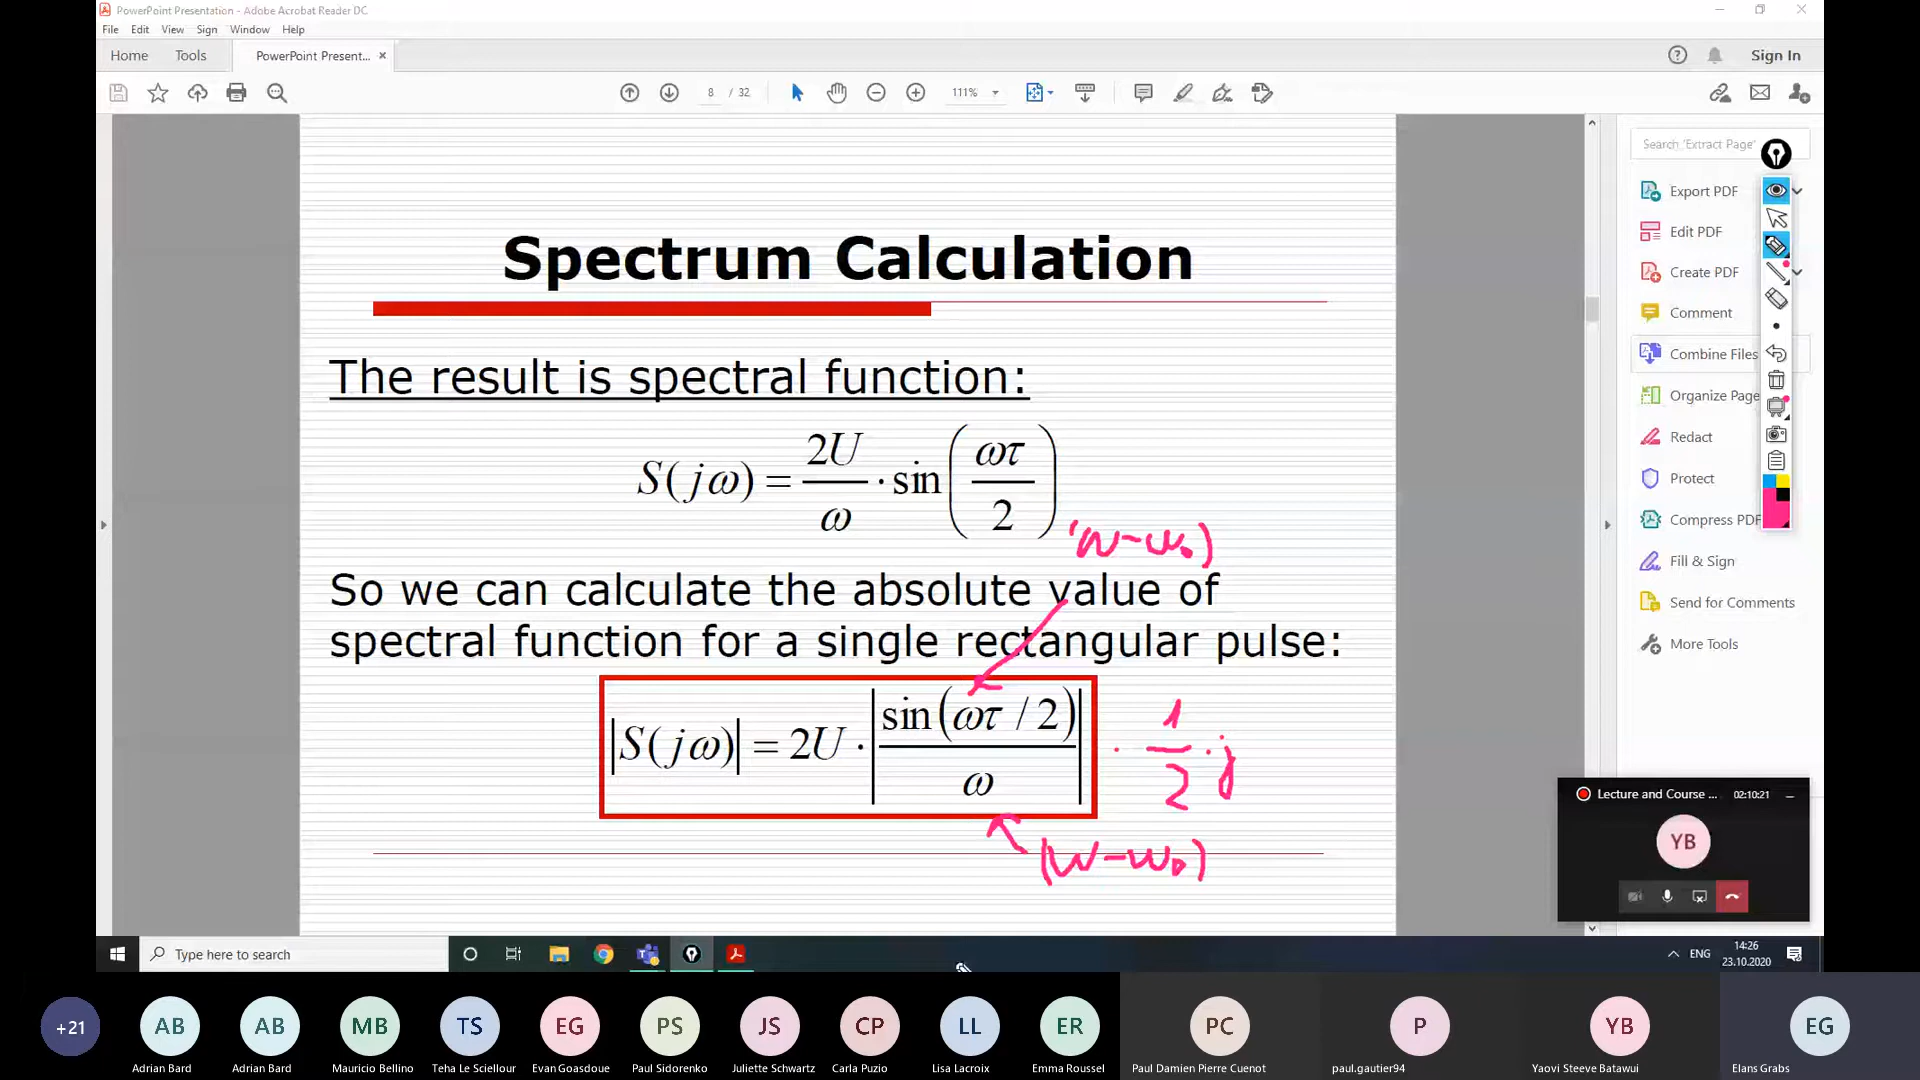 PowerPoint Presentation - Adobe Acrobat Reader DC
File Edit View Window Help
Home Tools PowerPoint Present... × Sign In
8 / 32 111%
Search 'Extract Page'
Export PDF
Edit PDF
Create PDF
Comment
Combine Files
Organize Page
Redact
Protect
Compress PDF
Fill & Sign
Send for Comments
More Tools
Spectrum Calculation
The result is spectral function:
S(jω) = 2U/ω · sin(ωτ/2)
(ω-ω₀)
So we can calculate the absolute value of
spectral function for a single rectangular pulse:
|S(jω)| = 2U · |sin(ωτ/2)/ω| · 1/2 · j
(ω-ω₀)
Lecture and Course ... 02:10:21
YB
Type here to search
ENG 14:26
23.10.2020
+21 AB AB MB TS EG PS JS CP LL ER PC P YB EG
Adrian Bard Adrian Bard Mauricio Bellino Teha Le Sciellour Evan Goasdoue Paul Sidorenko Juliette Schwartz Carla Puzio Lisa Lacroix Emma Roussel Paul Damien Pierre Cuenot paul.gautier94 Yaovi Steeve Batawui Elans Grabs